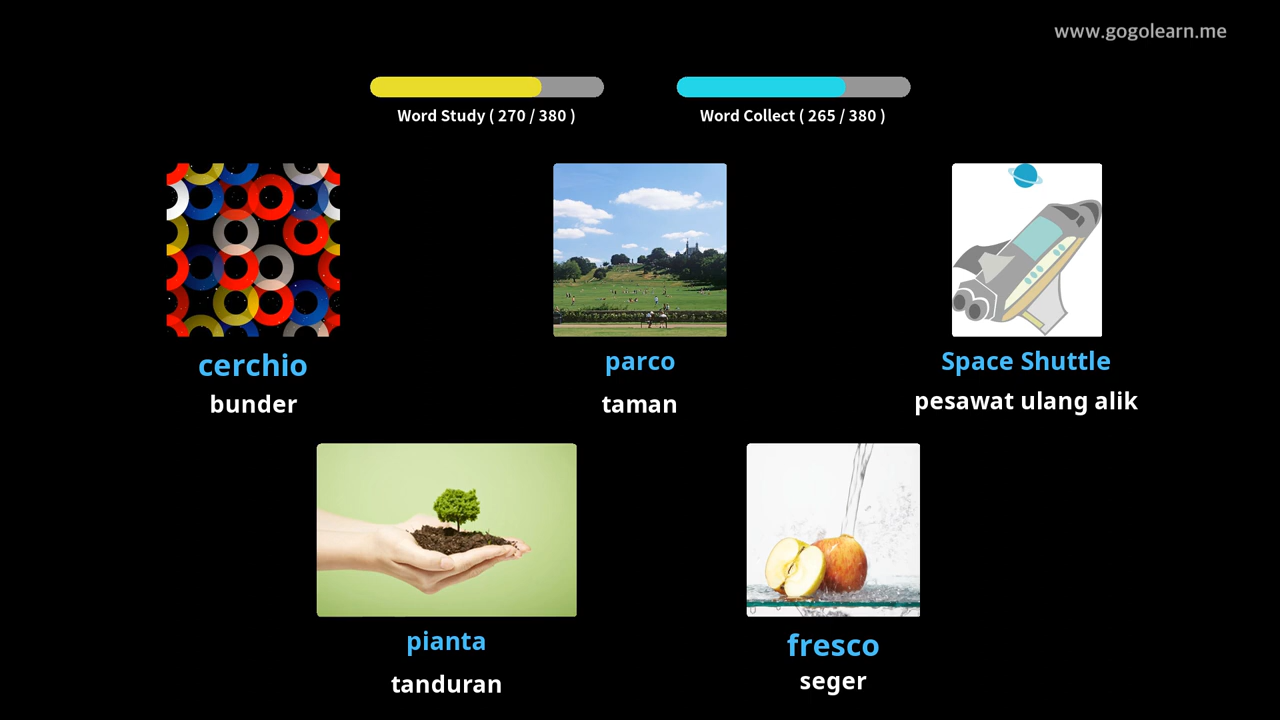 www.gogolearn.me
Word Study ( 270 / 380 )
Word Collect ( 265 / 380 )
cerchio
bunder
parco
taman
Space Shuttle
pesawat ulang alik
pianta
tanduran
fresco
seger